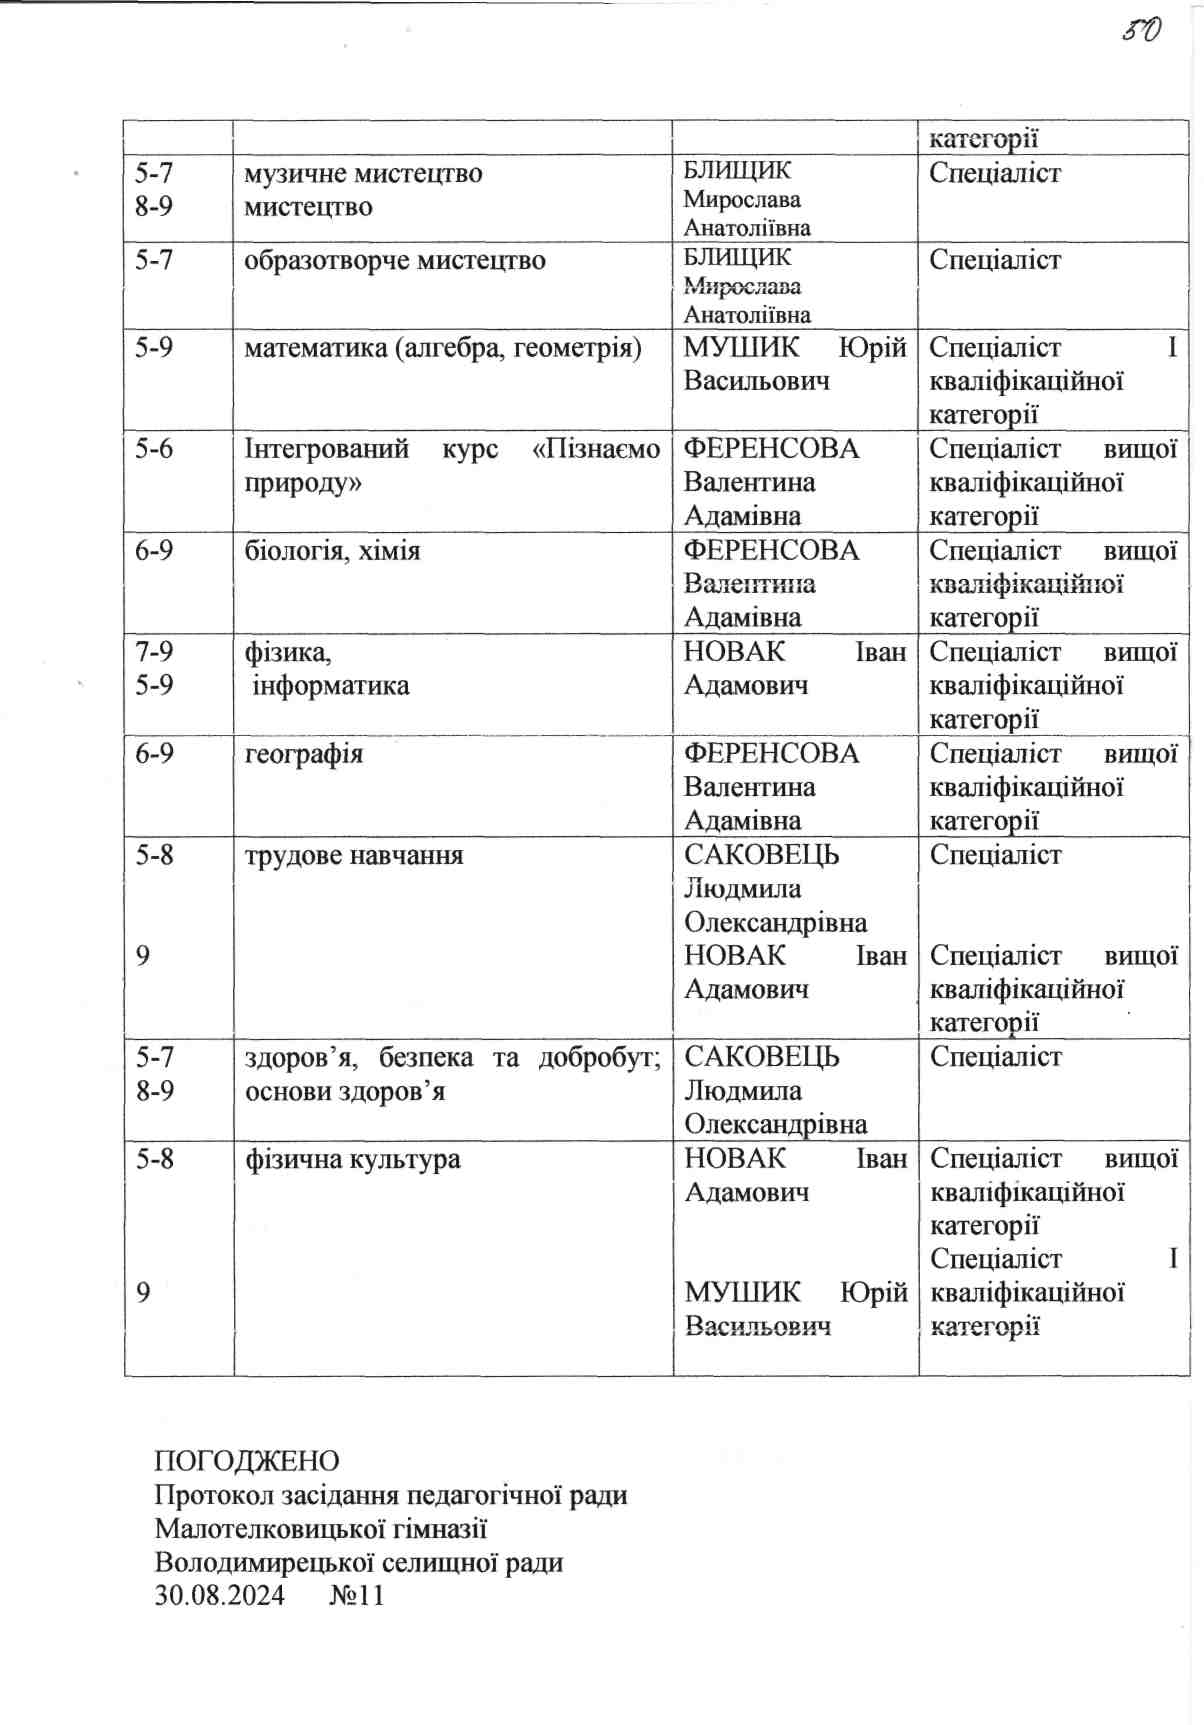 50
категорії
5-7 музичне мистецтво БЛИЩИК Спеціаліст
8-9 мистецтво Мирослава
Анатоліївна
5-7 образотворче мистецтво БЛИЩИК Спеціаліст
Мирослава
Анатоліївна
5-9 математика (алгебра, геометрія) МУШИК Юрій Спеціаліст І
Васильович кваліфікаційної
категорії
5-6 Інтегрований курс «Пізнаємо ФЕРЕНСОВА Спеціаліст вищої
природу» Валентина кваліфікаційної
Адамівна категорії
6-9 біологія, хімія ФЕРЕНСОВА Спеціаліст вищої
Валентина кваліфікаційної
Адамівна категорії
7-9 фізика, НОВАК Іван Спеціаліст вищої
5-9 інформатика Адамович кваліфікаційної
категорії
6-9 географія ФЕРЕНСОВА Спеціаліст вищої
Валентина кваліфікаційної
Адамівна категорії
5-8 трудове навчання САКОВЕЦЬ Спеціаліст
Людмила
Олександрівна
9 НОВАК Іван Спеціаліст вищої
Адамович кваліфікаційної
категорії
5-7 здоров’я, безпека та добробут; САКОВЕЦЬ Спеціаліст
8-9 основи здоров’я Людмила
Олександрівна
5-8 фізична культура НОВАК Іван Спеціаліст вищої
Адамович кваліфікаційної
категорії
Спеціаліст І
9 МУШИК Юрій кваліфікаційної
Васильович категорії
ПОГОДЖЕНО
Протокол засідання педагогічної ради
Малотелковицької гімназії
Володимирецької селищної ради
30.08.2024 №11